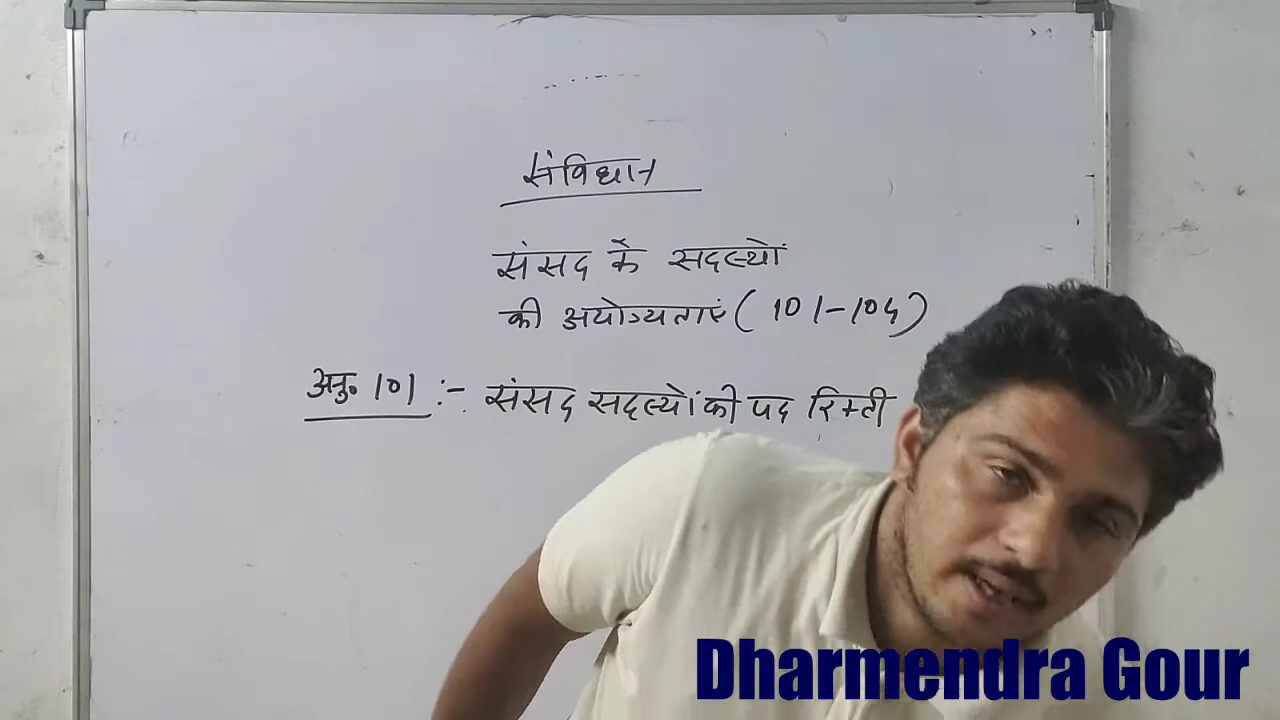 संविधान
संसद के सदस्यों
की अयोग्यताएं (101-104)
अनु॰ 101 :- संसद सदस्यों की पद रिक्ती
Dharmendra Gour